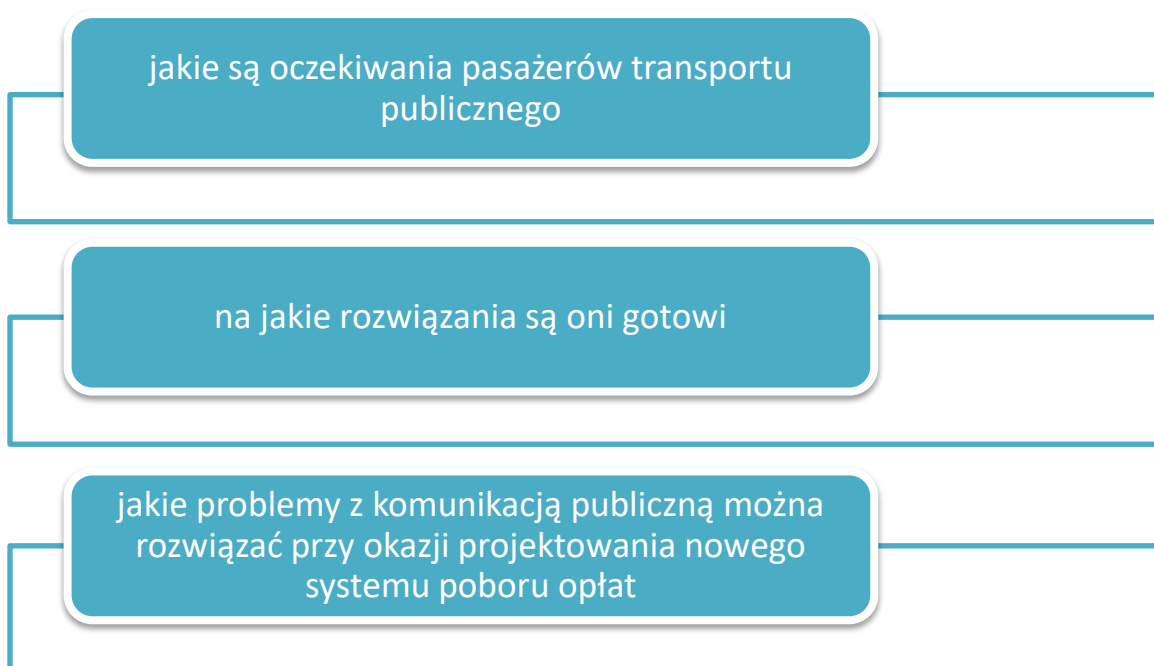 jakie są oczekiwania pasażerów transportu
publicznego
na jakie rozwiązania są oni gotowi
jakie problemy z komunikacją publiczną można
rozwiązać przy okazji projektowania nowego
systemu poboru opłat